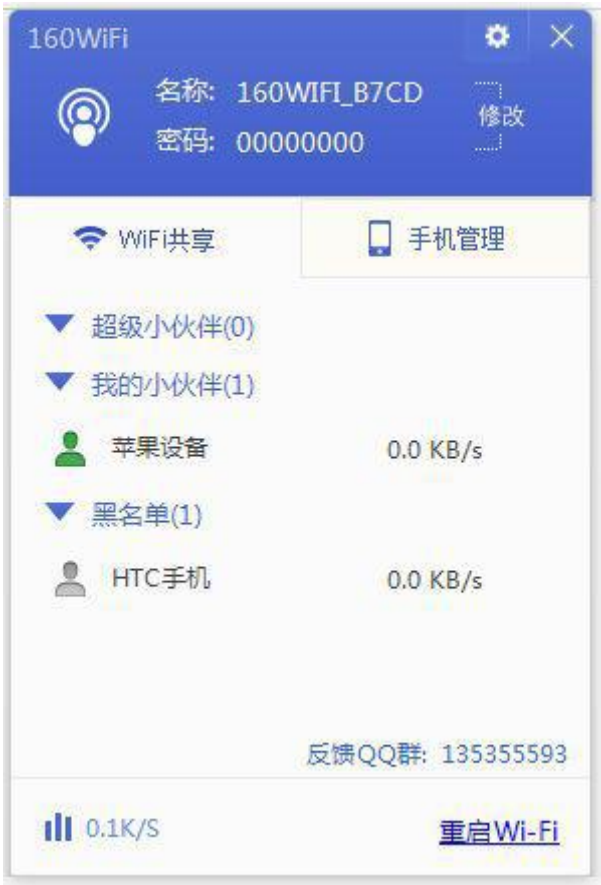 160WiFi
名称: 160WIFI_B7CD
密码: 00000000
修改
WiFi共享 手机管理
超级小伙伴(0)
我的小伙伴(1)
苹果设备 0.0 KB/s
黑名单(1)
HTC手机 0.0 KB/s
反馈QQ群: 135355593
0.1K/S 重启Wi-Fi